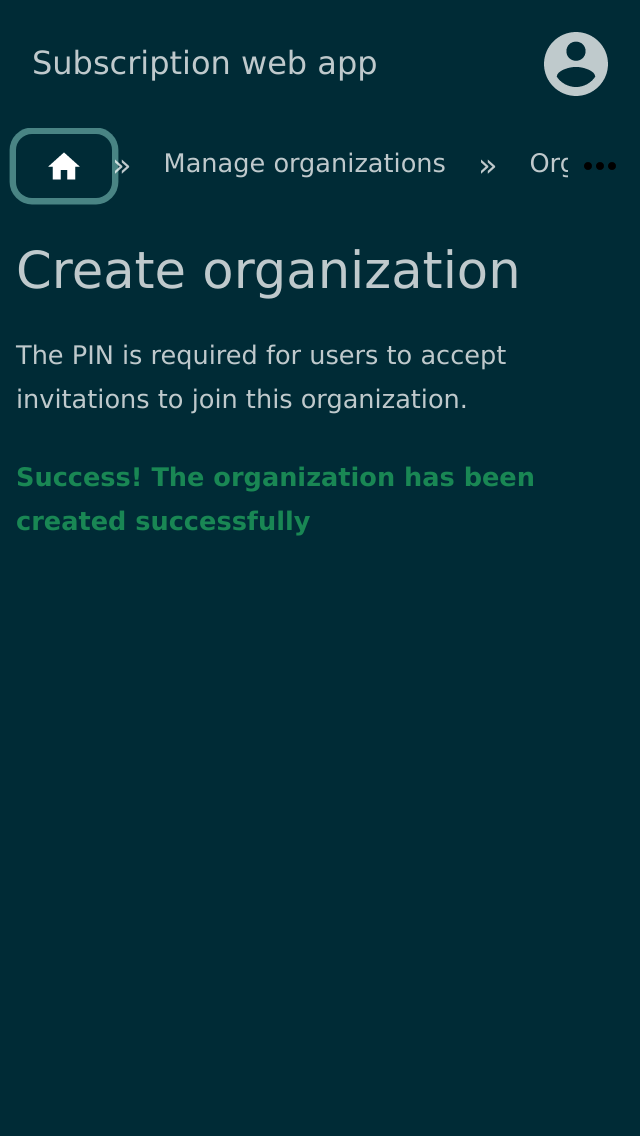 Subscription web app
» Manage organizations » Org
Create organization
The PIN is required for users to accept
invitations to join this organization.
Success! The organization has been
created successfully